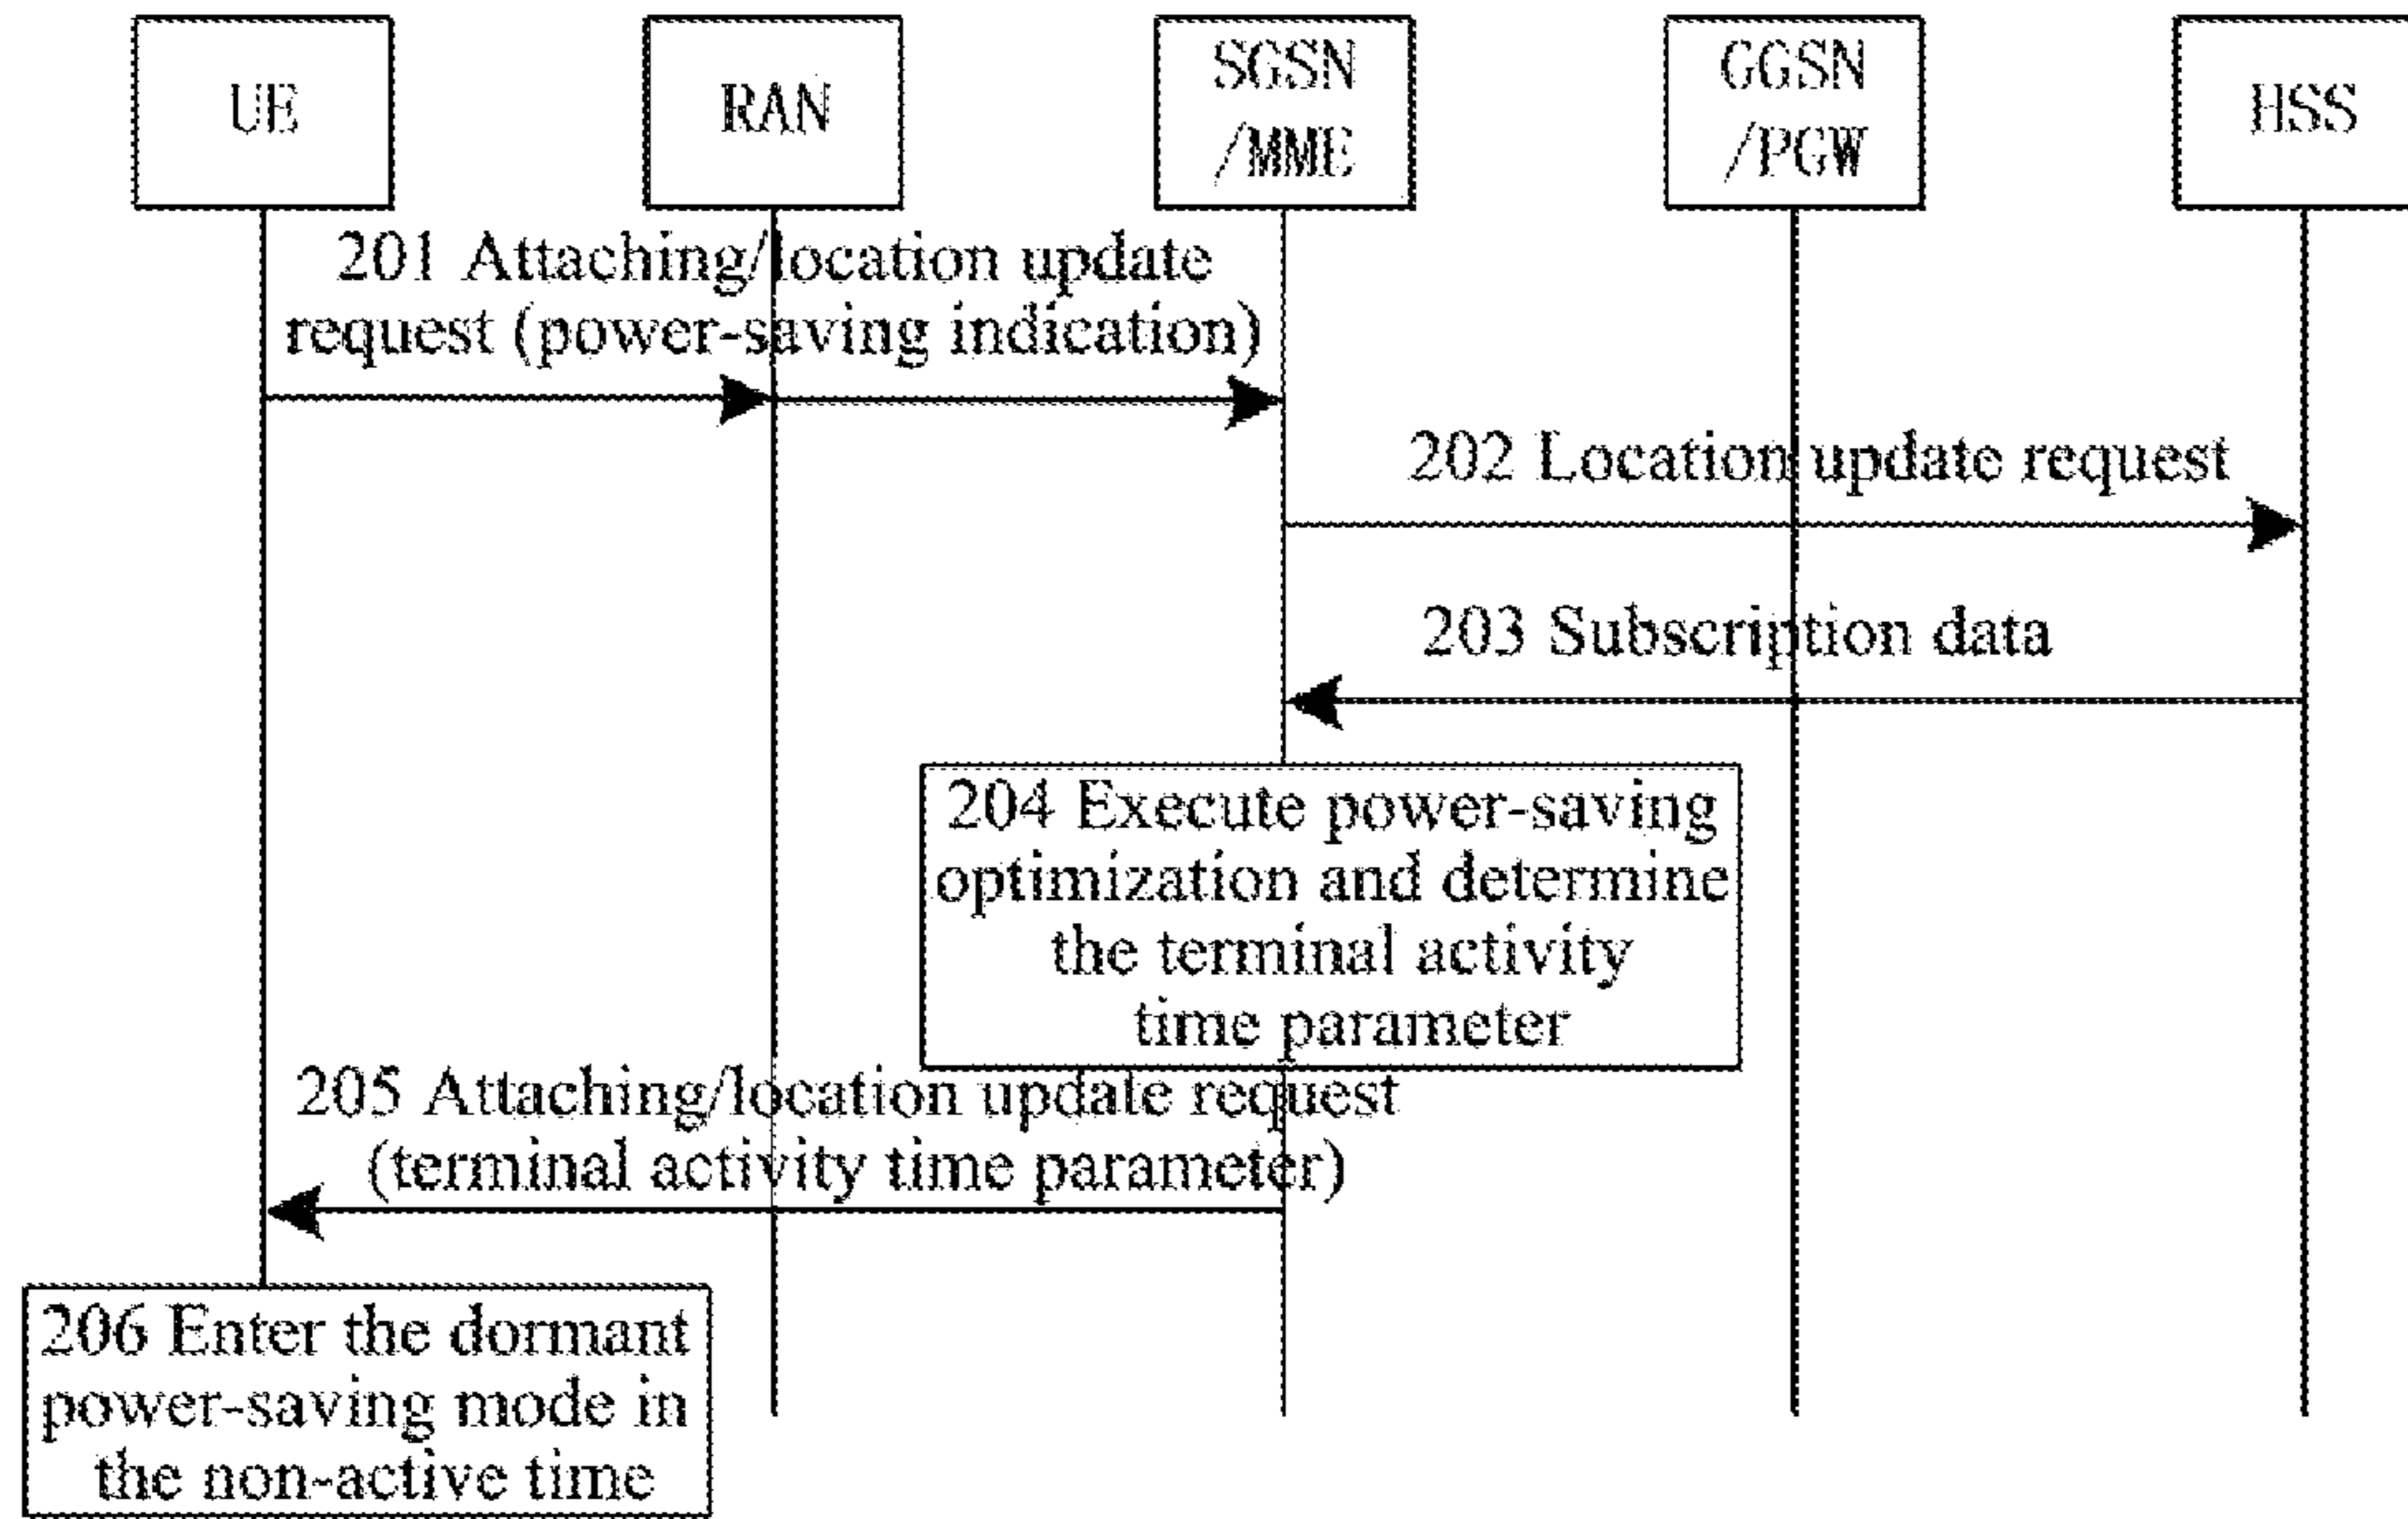 UE
RAN
SGSN
/MME
GGSN
/PGW
HSS
201 Attaching/location update
request (power-saving indication)
202 Location update request
203 Subscription data
204 Execute power-saving
optimization and determine
the terminal activity
time parameter
205 Attaching/location update request
(terminal activity time parameter)
206 Enter the dormant
power-saving mode in
the non-active time